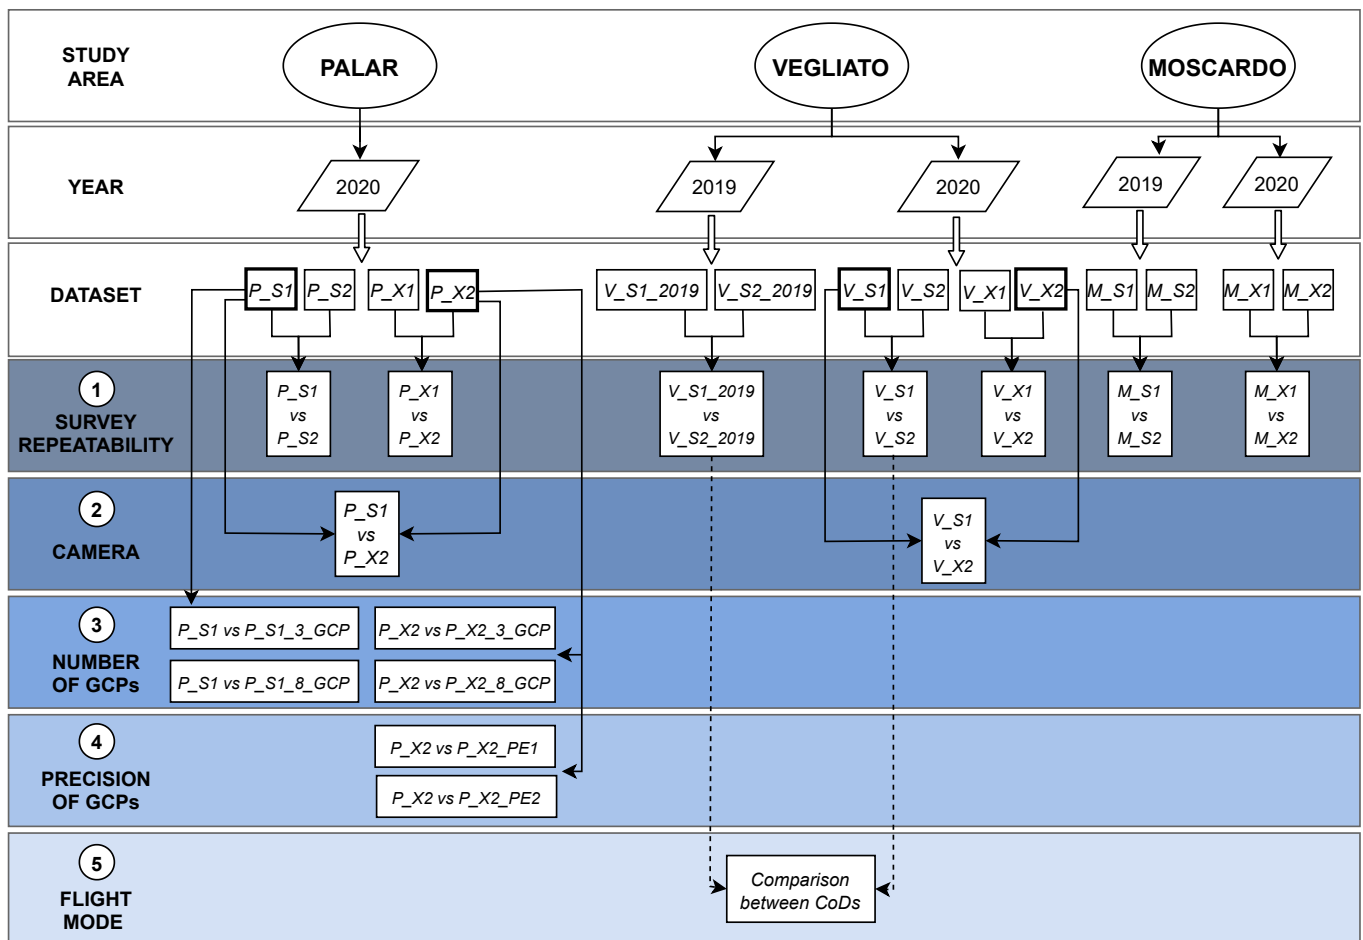 STUDY
AREA
PALAR
VEGLIATO
MOSCARDO
YEAR
2020
2019
2020
2019
2020
DATASET
P_S1
P_S2
P_X1
P_X2
V_S1_2019
V_S2_2019
V_S1
V_S2
V_X1
V_X2
M_S1
M_S2
M_X1
M_X2
1
SURVEY
REPEATABILITY
P_S1
vs
P_S2
P_X1
vs
P_X2
V_S1_2019
vs
V_S2_2019
V_S1
vs
V_S2
V_X1
vs
V_X2
M_S1
vs
M_S2
M_X1
vs
M_X2
2
CAMERA
P_S1
vs
P_X2
V_S1
vs
V_X2
3
NUMBER
OF GCPs
P_S1 vs P_S1_3_GCP
P_X2 vs P_X2_3_GCP
P_S1 vs P_S1_8_GCP
P_X2 vs P_X2_8_GCP
4
PRECISION
OF GCPs
P_X2 vs P_X2_PE1
P_X2 vs P_X2_PE2
5
FLIGHT
MODE
Comparison
between CoDs